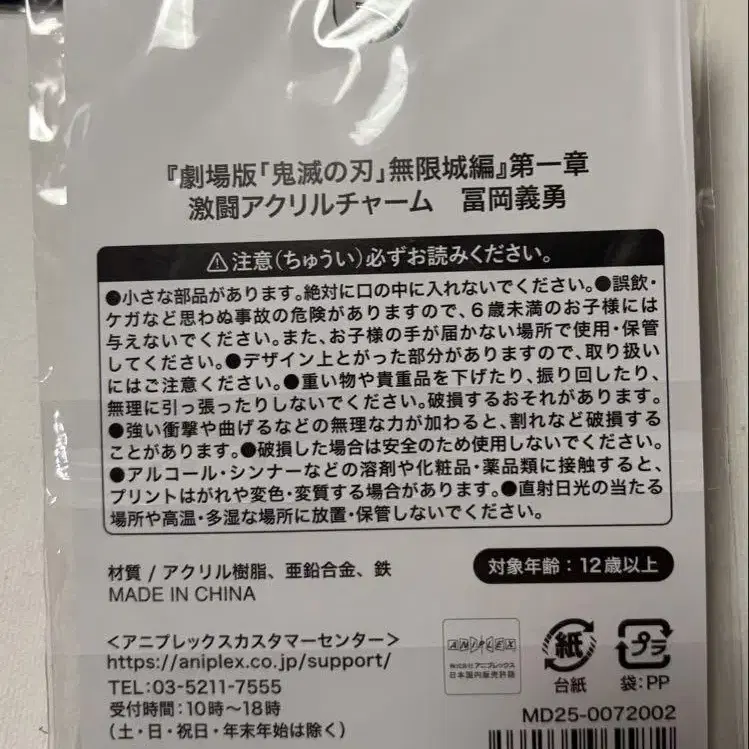 『劇場版「鬼滅の刃」無限城編』第一章
激闘アクリルチャーム　冨岡義勇
⚠注意(ちゅうい)必ずお読みください。
●小さな部品があります。絶対に口の中に入れないでください。●誤飲・
ケガなど思わぬ事故の危険がありますので、6歳未満のお子様には
与えないでください。また、お子様の手が届かない場所で使用・保管
してください。●デザイン上とがった部分がありますので、取り扱い
にはご注意ください。●重い物や貴重品を下げたり、振り回したり、
無理に引っ張ったりしないでください。破損するおそれがあります。
●強い衝撃や曲げるなどの無理な力が加わると、割れなど破損する
ことがあります。●破損した場合は安全のため使用しないでください。
●アルコール・シンナーなどの溶剤や化粧品・薬品類に接触すると、
プリントはがれや変色・変質する場合があります。●直射日光の当たる
場所や高温・多湿な場所に放置・保管しないでください。
材質 / アクリル樹脂、亜鉛合金、鉄
MADE IN CHINA
対象年齢：12歳以上
<アニプレックスカスタマーセンター>
https://aniplex.co.jp/support/
TEL:03-5211-7555
受付時間：10時〜18時
(土・日・祝日・年末年始は除く)
ANIPLEX
株式会社アニプレックス
日本国内販売許諾
紙
台紙
プラ
袋：PP
MD25-0072002